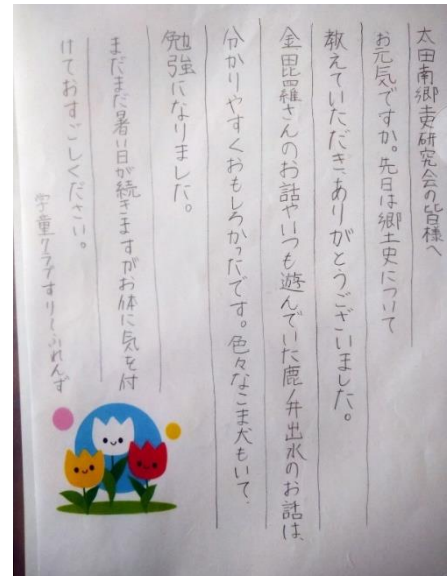 太田南郷史研究会の皆様へ
お元気ですか。先日は郷土史について
教えていただき、ありがとうございました。
金毘羅さんのお話やいつも遊んでいた鹿ノ井出水のお話は、
分かりやすくおもしろかったです。色々なこま犬もいて、
勉強になりました。
まだまだ暑い日が続きますがお体に気を付
けておすごしください。
学童クラブすりーふれんず